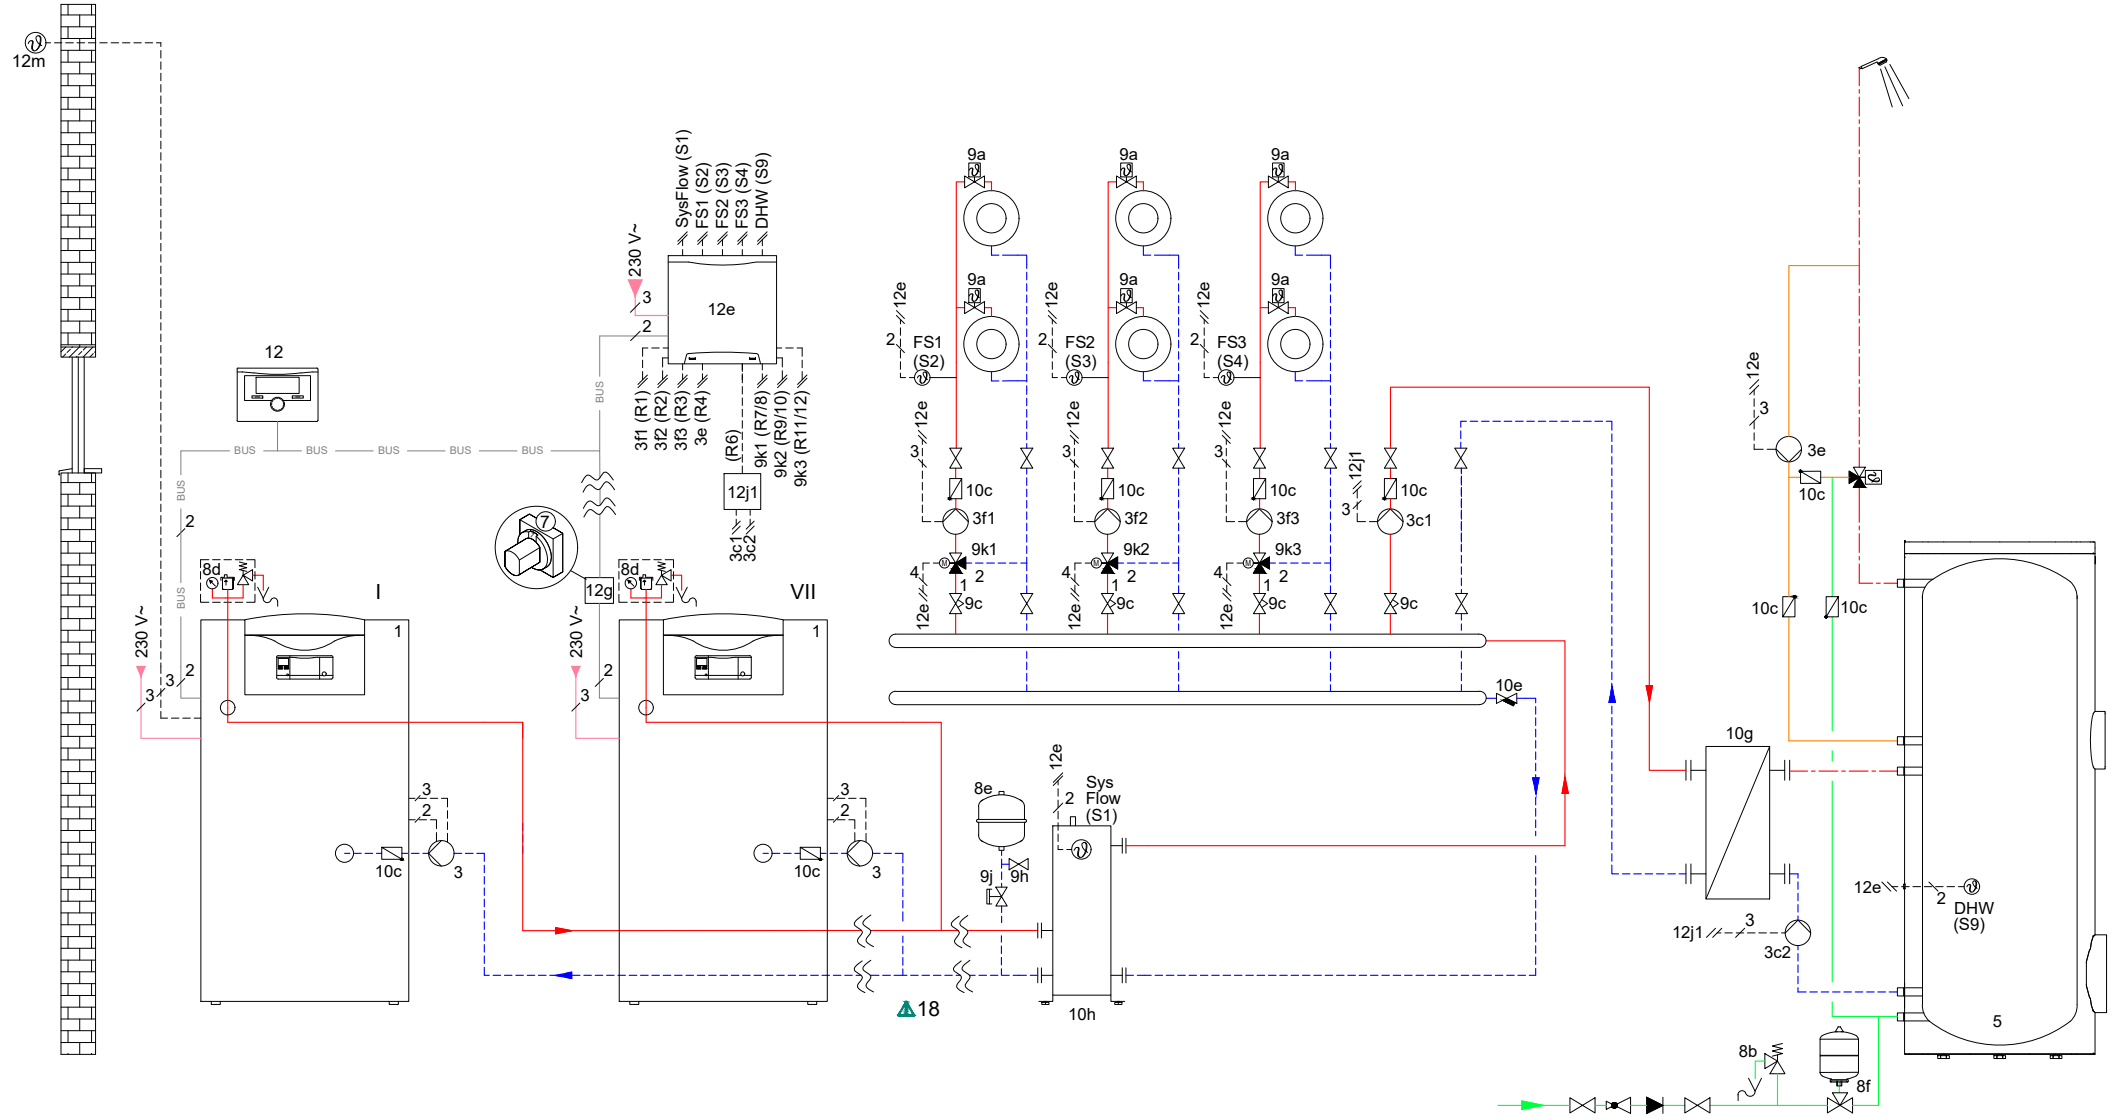 12m
SysFlow (S1)
FS1 (S2)
FS2 (S3)
FS3 (S4)
DHW (S9)
230 V~
3
2
12e
12
BUS
BUS
BUS
BUS
BUS
BUS
BUS
BUS
2
3f1 (R1)
3f2 (R2)
3f3 (R3)
3e (R4)
(R6)
9k1 (R7/8)
9k2 (R9/10)
9k3 (R11/12)
12j1
3c1
3c2
7
12g
8d
8d
I
VII
1
1
230 V~
3
3
2
230 V~
3
2
3
2
10c
3
3
2
10c
3
18
9a
9a
9a
9a
9a
9a
12e
2
FS1
(S2)
12e
2
FS2
(S3)
12e
2
FS3
(S4)
12e
3
10c
3f1
12e
3
10c
3f2
12e
3
10c
3f3
12j1
3
10c
3c1
9k1
4
2
1
12e
9c
9k2
4
2
1
12e
9c
9k3
4
2
1
12e
9c
9c
10e
8e
9j
9h
12e
2
Sys
Flow
(S1)
10h
12e
3
3e
10c
10c
10c
10g
12e
2
DHW
(S9)
12j1
3
3c2
5
8b
8f